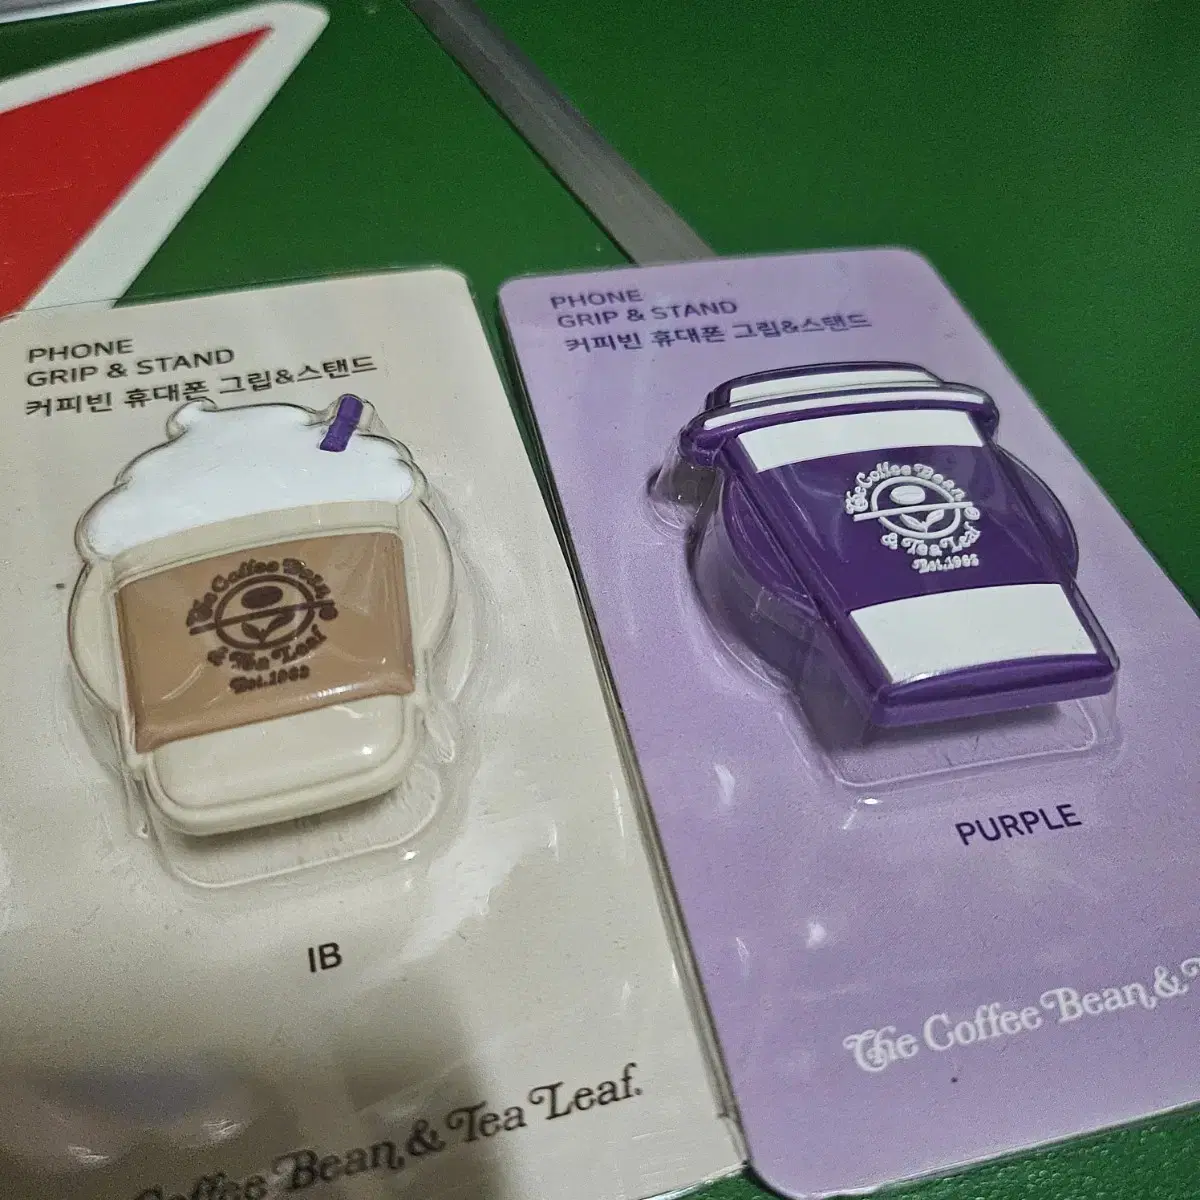 PHONE
GRIP & STAND
커피빈 휴대폰 그립&스탠드
The Coffee Bean ®
& Tea Leaf
Est.1963
IB
Coffee Bean & Tea Leaf.
PHONE
GRIP & STAND
커피빈 휴대폰 그립&스탠드
The Coffee Bean ®
& Tea Leaf
Est.1963
PURPLE
The Coffee Bean &